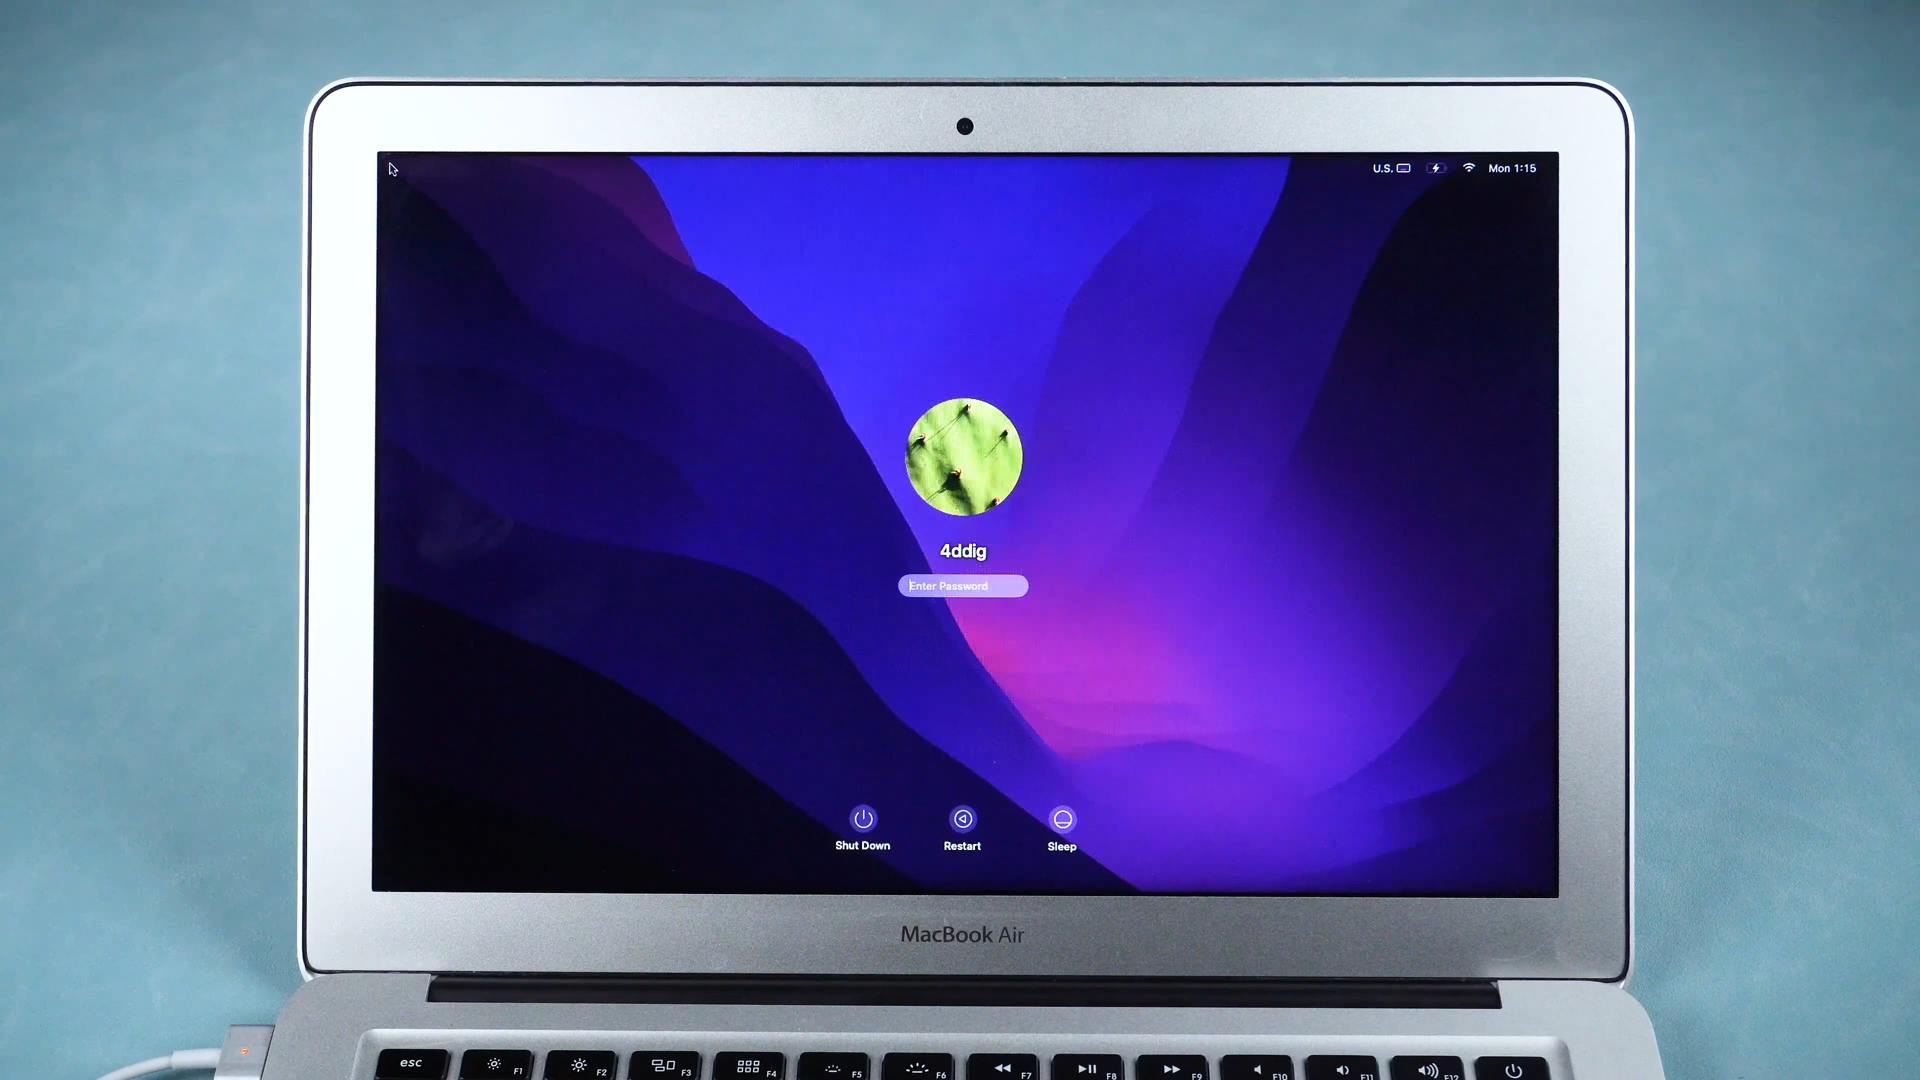 U.S. Mon 1:15
4ddig
Enter Password
Shut Down Restart Sleep
MacBook Air
esc F1 F2 F3 F4 F5 F6 F7 F8 F9 F10 F11 F12